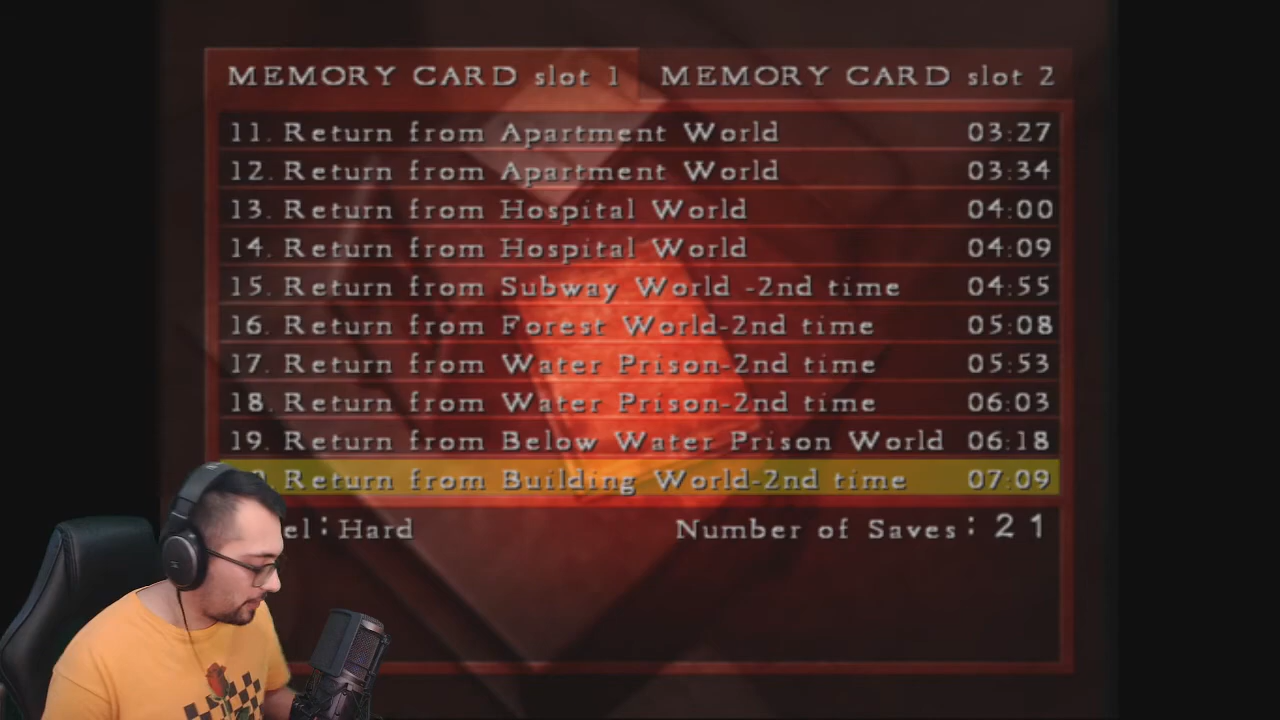 MEMORY CARD slot 1 MEMORY CARD slot 2
11. Return from Apartment World 03:27
12. Return from Apartment World 03:34
13. Return from Hospital World 04:00
14. Return from Hospital World 04:09
15. Return from Subway World -2nd time 04:55
16. Return from Forest World-2nd time 05:08
17. Return from Water Prison-2nd time 05:53
18. Return from Water Prison-2nd time 06:03
19. Return from Below Water Prison World 06:18
Return from Building World-2nd time 07:09
el:Hard Number of Saves:21